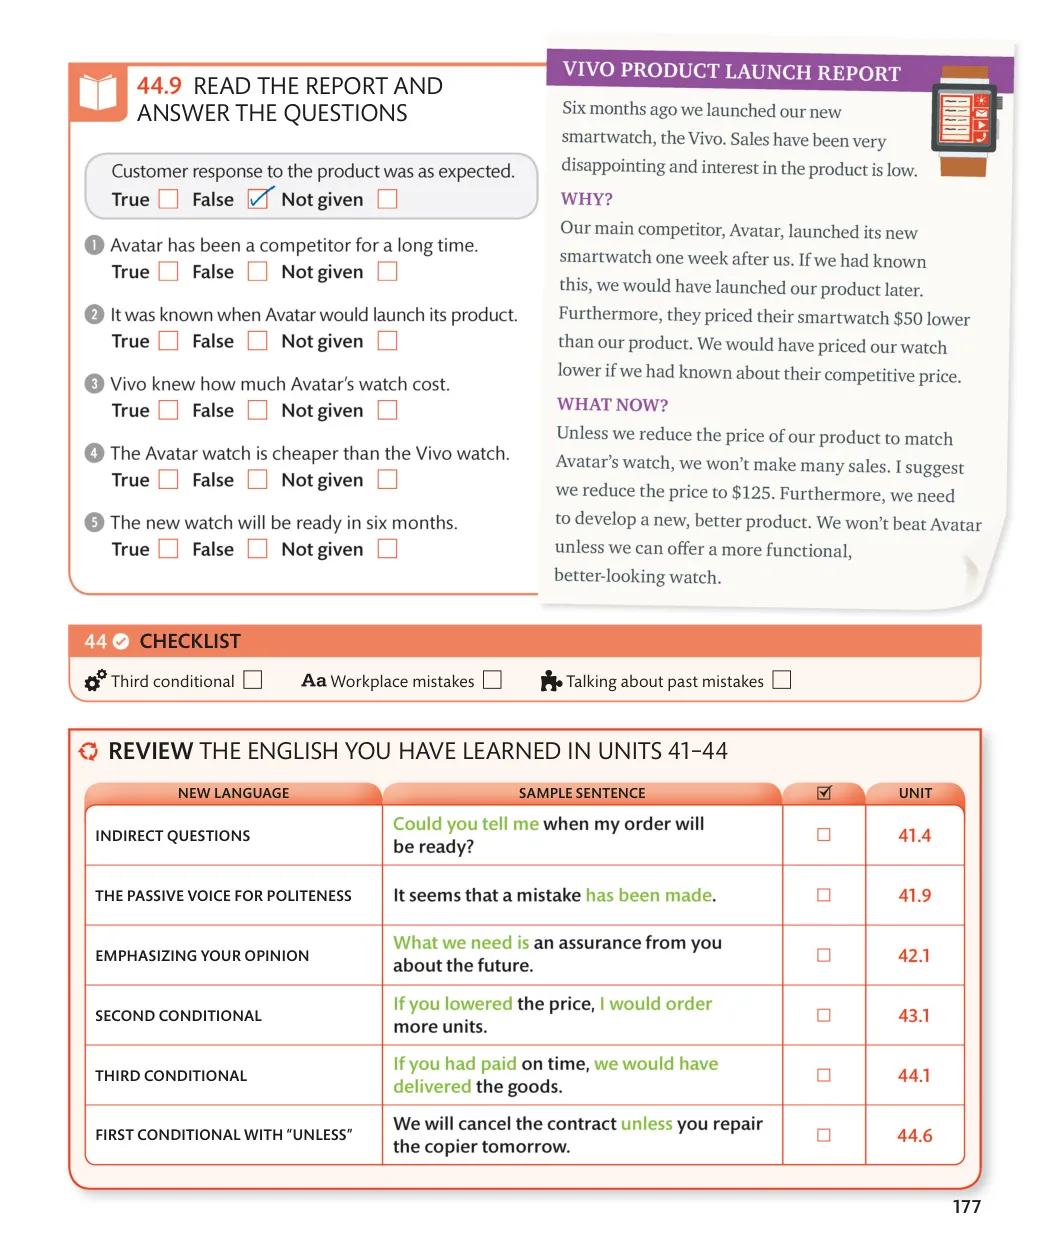 44.9 READ THE REPORT AND
ANSWER THE QUESTIONS
Customer response to the product was as expected.
True False Not given
1 Avatar has been a competitor for a long time.
True False Not given
2 It was known when Avatar would launch its product.
True False Not given
3 Vivo knew how much Avatar's watch cost.
True False Not given
4 The Avatar watch is cheaper than the Vivo watch.
True False Not given
5 The new watch will be ready in six months.
True False Not given
VIVO PRODUCT LAUNCH REPORT
Six months ago we launched our new
smartwatch, the Vivo. Sales have been very
disappointing and interest in the product is low.
WHY?
Our main competitor, Avatar, launched its new
smartwatch one week after us. If we had known
this, we would have launched our product later.
Furthermore, they priced their smartwatch $50 lower
than our product. We would have priced our watch
lower if we had known about their competitive price.
WHAT NOW?
Unless we reduce the price of our product to match
Avatar's watch, we won't make many sales. I suggest
we reduce the price to $125. Furthermore, we need
to develop a new, better product. We won't beat Avatar
unless we can offer a more functional,
better-looking watch.
44 CHECKLIST
Third conditional Aa Workplace mistakes Talking about past mistakes
REVIEW THE ENGLISH YOU HAVE LEARNED IN UNITS 41–44
NEW LANGUAGE SAMPLE SENTENCE UNIT
INDIRECT QUESTIONS Could you tell me when my order will
be ready? 41.4
THE PASSIVE VOICE FOR POLITENESS It seems that a mistake has been made. 41.9
EMPHASIZING YOUR OPINION What we need is an assurance from you
about the future. 42.1
SECOND CONDITIONAL If you lowered the price, I would order
more units. 43.1
THIRD CONDITIONAL If you had paid on time, we would have
delivered the goods. 44.1
FIRST CONDITIONAL WITH "UNLESS" We will cancel the contract unless you repair
the copier tomorrow. 44.6
177